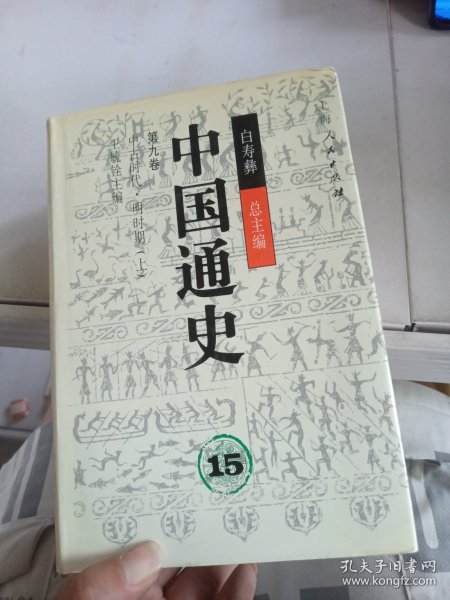 上海人民出版社
白寿彝
总主编
中国通史
第九卷
中古时代·明时期（上）
王毓铨主编
15
孔夫子旧书网
www.kongfz.com